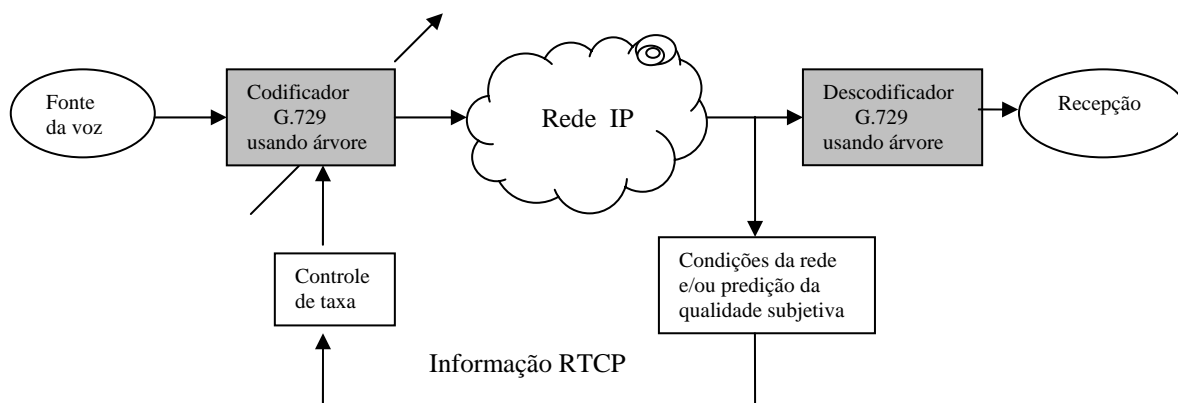 Fonte
da voz
Codificador
G.729
usando árvore
Rede IP
Descodificador
G.729
usando árvore
Recepção
Controle
de taxa
Condições da rede
e/ou predição da
qualidade subjetiva
Informação RTCP